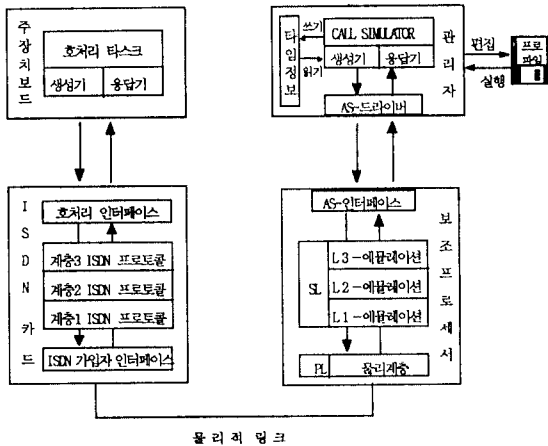 주장치보드
호처리 타스크
생성기
응답기
타임정보
쓰기
읽기
CALL SIMULATOR
생성기
응답기
AS-드라이버
관리자
편집
실행
프로
파일
ISDN 카드
호처리 인터페이스
계층3 ISDN 프로토콜
계층2 ISDN 프로토콜
계층1 ISDN 프로토콜
ISDN 가입자 인터페이스
AS-인터페이스
SL
L3-에뮬레이션
L2-에뮬레이션
L1-에뮬레이션
PL
물리계층
보조프로세서
물리적 링크